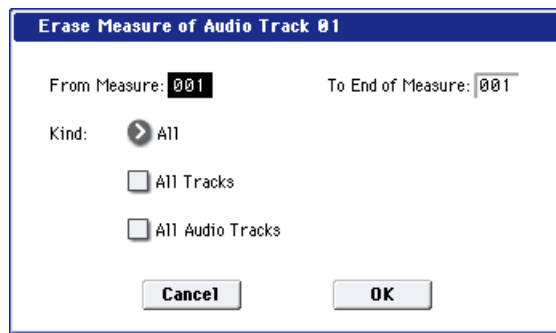 Erase Measure of Audio Track 01
From Measure: 001 To End of Measure: 001
Kind: All
All Tracks
All Audio Tracks
Cancel OK